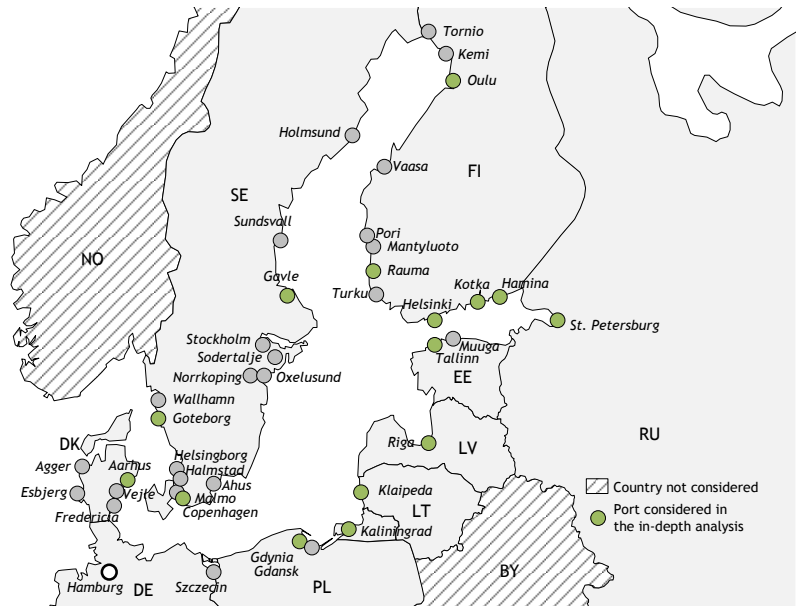 Tornio
Kemi
Oulu
Holmsund
Vaasa
FI
SE
Sundsvall
Pori
Mantyluoto
NO
Rauma
Gavle
Kotka
Hamina
Turku
Helsinki
St. Petersburg
Stockholm
Muuga
Sodertalje
Tallinn
Norrkoping
Oxelusund
EE
Wallhamn
Goteborg
RU
DK
Riga
LV
Helsingborg
Agger
Aarhus
Halmstad
Ahus
Country not considered
Esbjerg
Vejle
Malmo
Klaipeda
LT
Port considered in
the in-depth analysis
Fredericia
Copenhagen
Kaliningrad
Gdynia
Gdansk
BY
Hamburg
DE
Szczecin
PL